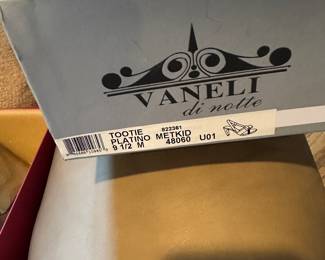 VANELI
di notte
TOOTIE 822361
PLATINO METKID
9 1/2 M 48060 U01